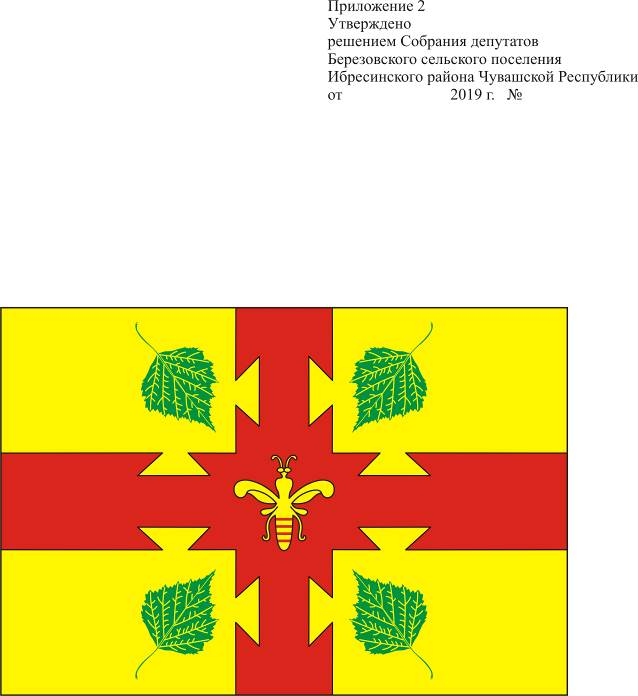 Приложение 2
Утверждено
решением Собрания депутатов
Березовского сельского поселения
Ибресинского района Чувашской Республики
от 2019 г. №